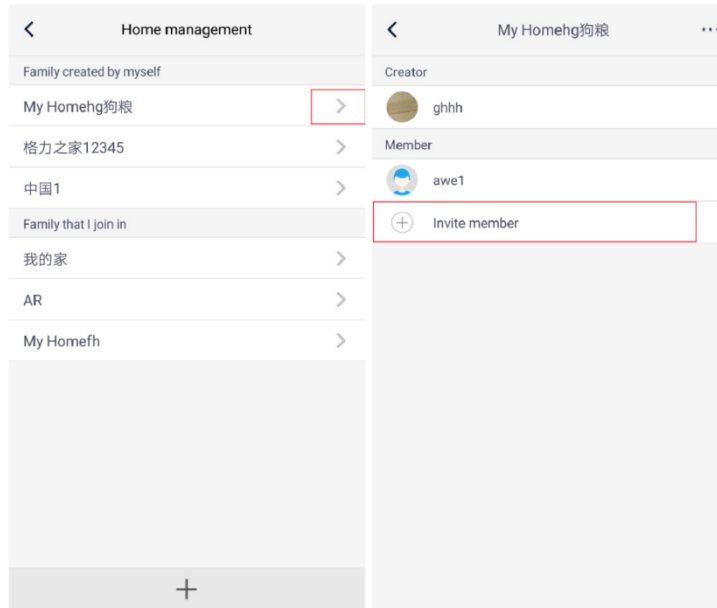 Home management
Family created by myself
My Homehg狗粮
格力之家12345
中国1
Family that I join in
我的家
AR
My Homefh
My Homehg狗粮
Creator
ghhh
Member
awe1
Invite member